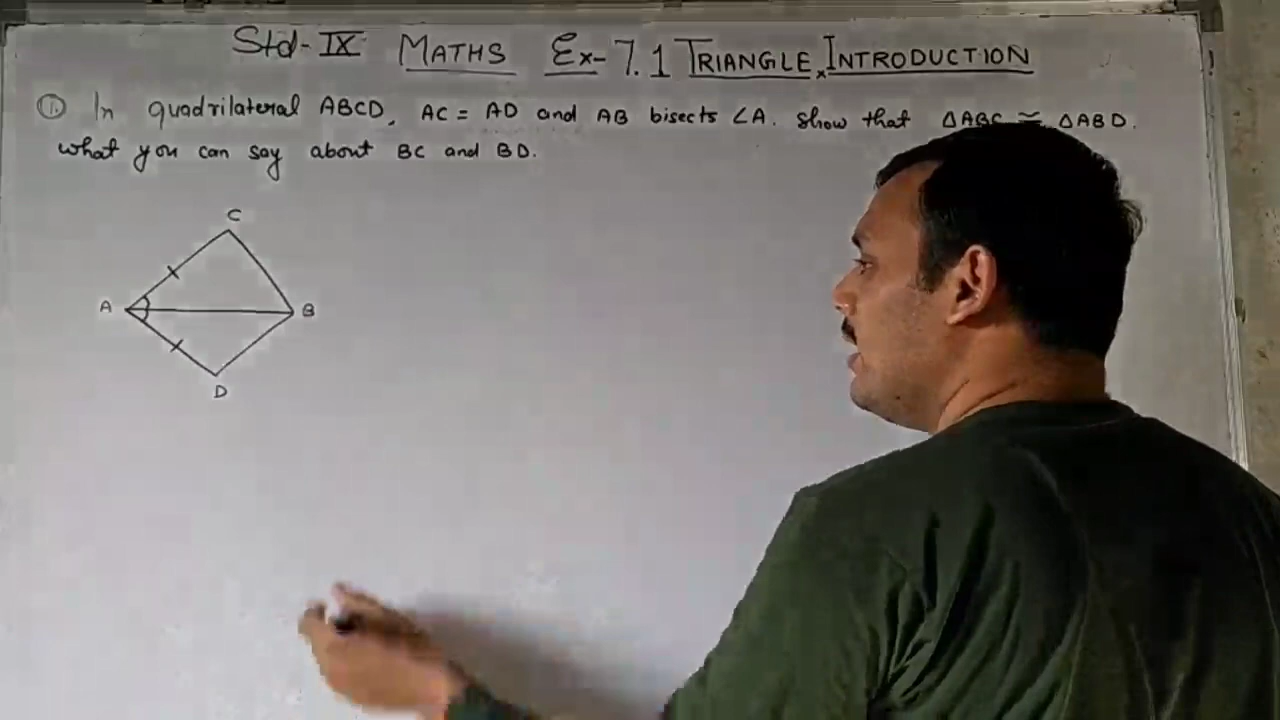 Std-IX MATHS Ex-7.1 TRIANGLE INTRODUCTION
① In quadrilateral ABCD, AC = AD and AB bisects ∠A. Show that ΔABC ≅ ΔABD.
what you can say about BC and BD.
C
A
B
D